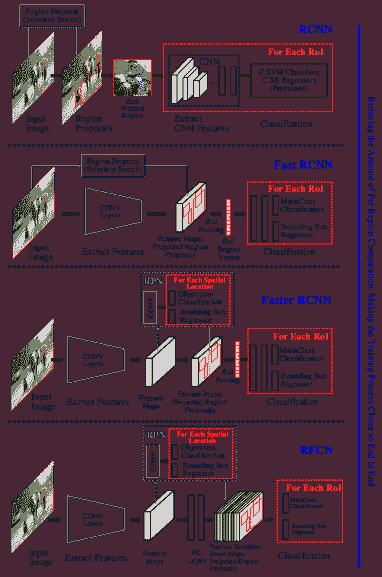 Region Proposal
(Selective Search)
RCNN
For Each RoI
CNN
C SVM Classifiers
C BB Regressors
(Pretrained)
Each
Warped
Region
Input
Image
Region
Proposals
Extract
CNN Features
Classification
Region Proposal
(Selective Search)
Fast RCNN
For Each RoI
CONV
Layers
MultiClass
Classification
Bounding Box
Regressor
Input
Image
Extract Features
Feature Maps;
Projected Region
Proposals
RoI
Pooling
RoI
Region
Vector
Classification
RPN
For Each Spatial
Location
CONV
Objectness
Classification
Bounding Box
Regressor
Faster RCNN
For Each RoI
CONV
Layers
MultiClass
Classification
Bounding Box
Regressor
Input
Image
Extract Features
Feature
Maps
Feature Maps;
Projected Region
Proposals
RoI
Pooling
Classification
RPN
For Each Spatial
Location
CONV
Objectness
Classification
Bounding Box
Regressor
RFCN
For Each RoI
CONV
Layers
MultiClass
Classification
Bounding Box
Regressor
Input
Image
Extract Features
Feature
Maps
Layer
Position Sensitive
Score Maps;
Projected Region
Proposals
Classification
Reducing the Amount of Per Region Computation, Making the Training Process Closer to End to End